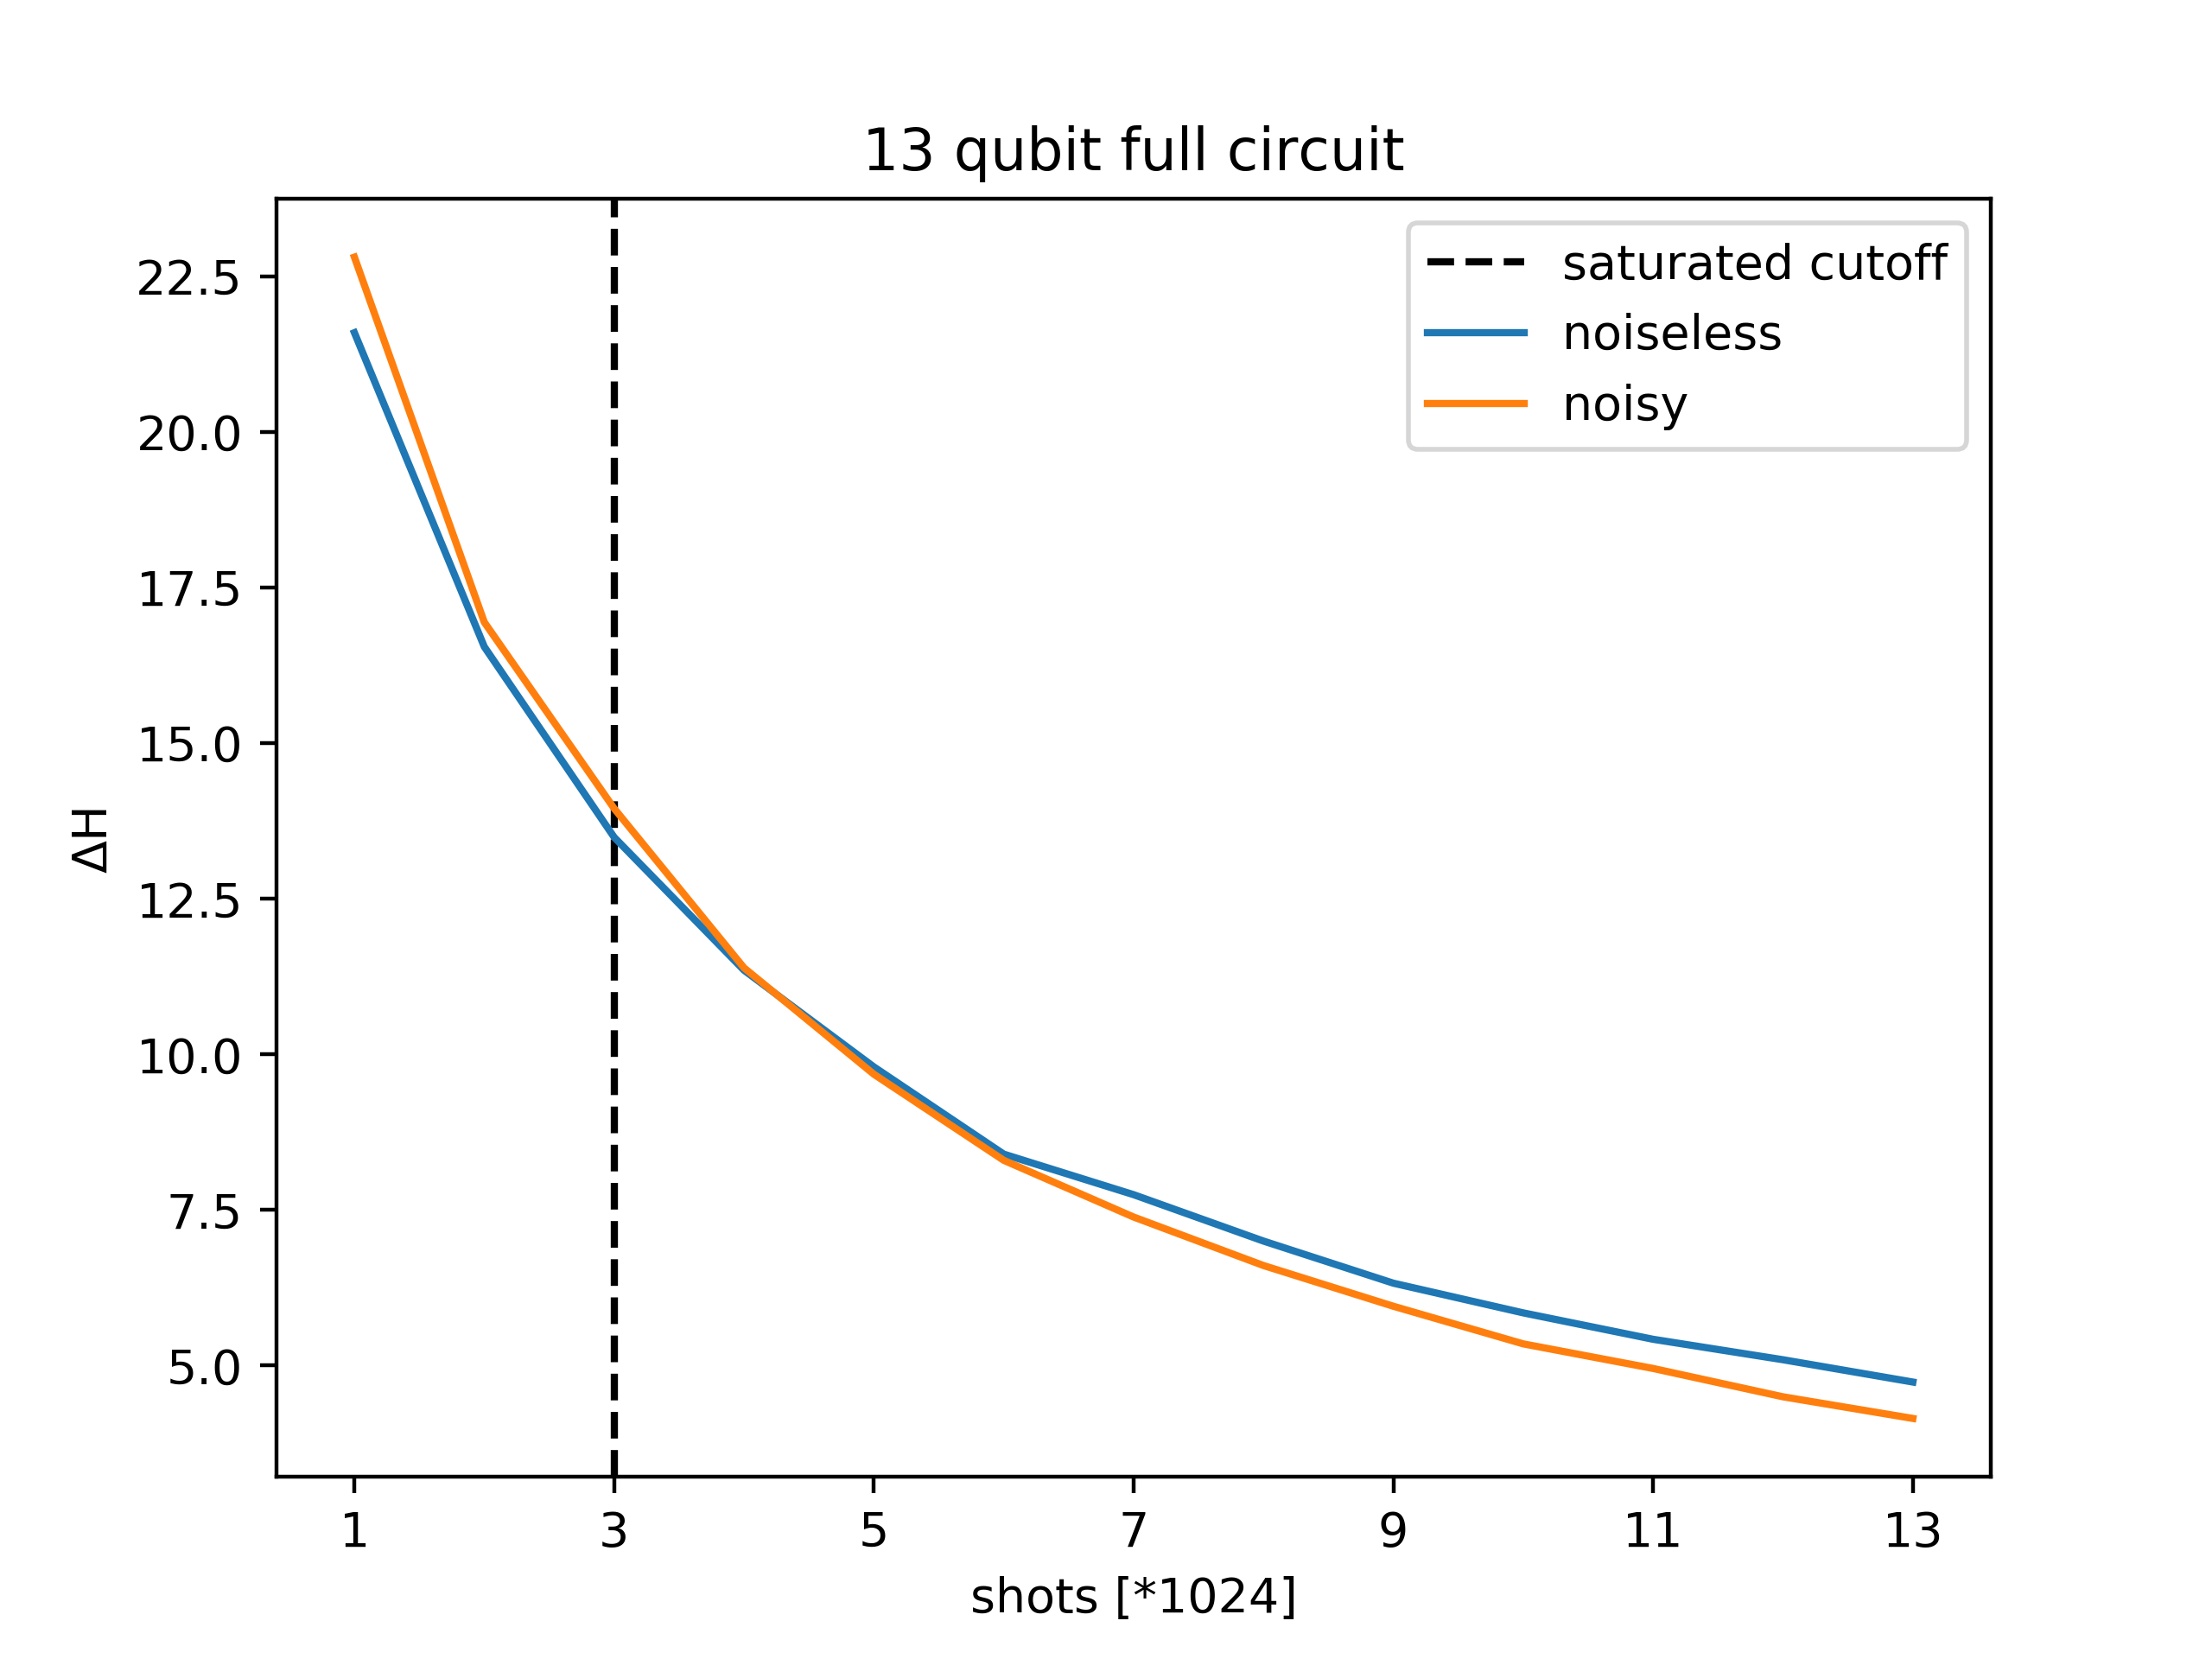 13 qubit full circuit
saturated cutoff
noiseless
noisy
22.5
20.0
17.5
15.0
12.5
10.0
7.5
5.0
ΔH
1 3 5 7 9 11 13
shots [*1024]